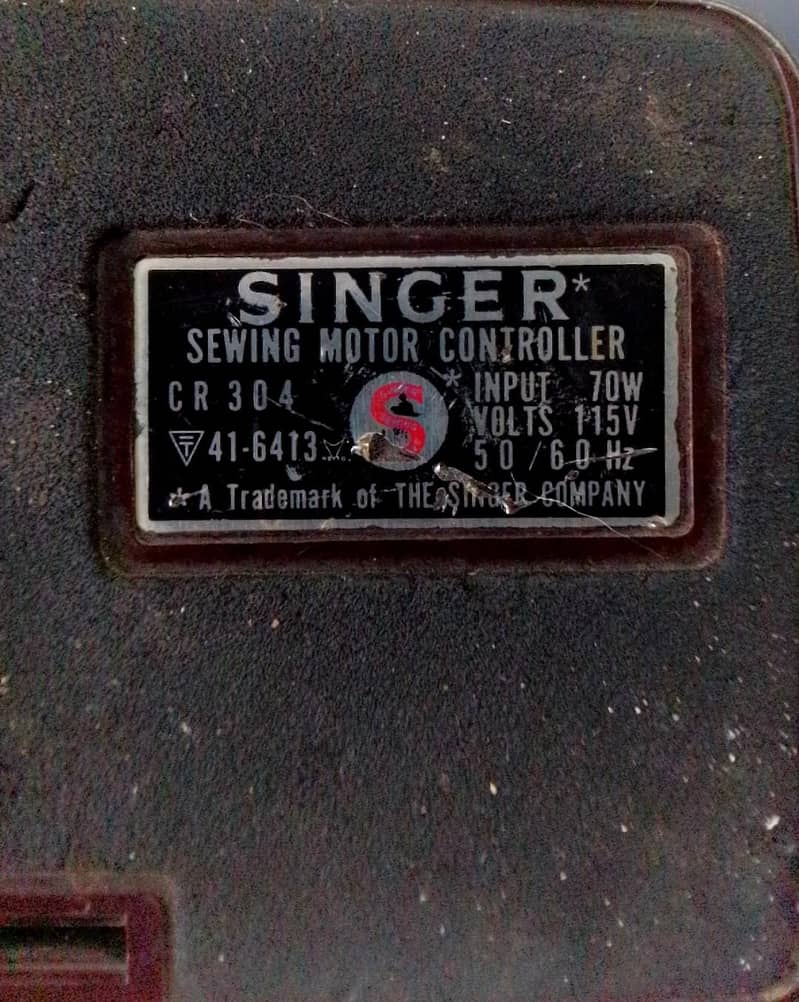 SINGER*
SEWING MOTOR CONTROLLER
CR 304
S*
INPUT 70W
VOLTS 115V
T 41-6413
50/60 Hz
* A Trademark of THE SINGER COMPANY